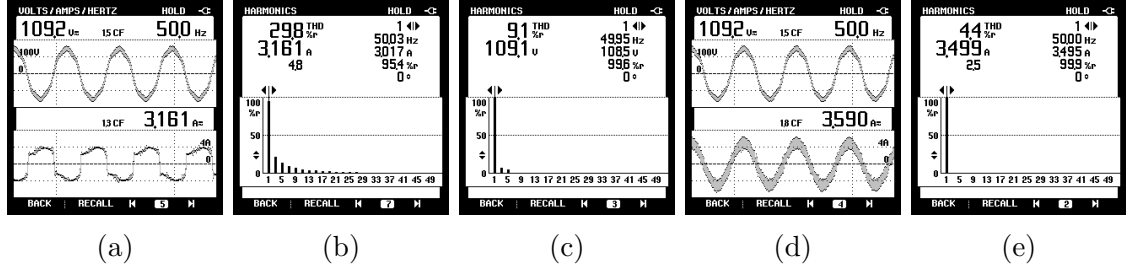 VOLTS/AMPS/HERTZ HOLD
109,2 V≂ 1.5 CF 50,0 Hz
100V
0
1.3 CF 3,161 A≂
4A
0
BACK RECALL 5
HARMONICS HOLD
29,8 THD %r 1
3,161 A 50,03 Hz
3,017 A
4,8 95,4 %r
0 °
100
%r
50
1 5 9 13 17 21 25 29 33 37 41 45 49
BACK RECALL 7
HARMONICS HOLD
9,1 THD %r 1
109,1 V 49,95 Hz
108,5 V
99,6 %r
0 °
100
%r
50
1 5 9 13 17 21 25 29 33 37 41 45 49
BACK RECALL 3
VOLTS/AMPS/HERTZ HOLD
109,2 V≂ 1.5 CF 50,0 Hz
100V
0
1.8 CF 3,590 A≂
4A
0
BACK RECALL 4
HARMONICS HOLD
4,4 THD %r 1
3,499 A 50,00 Hz
3,495 A
2,5 99,9 %r
0 °
100
%r
50
1 5 9 13 17 21 25 29 33 37 41 45 49
BACK RECALL 2
(a) (b) (c) (d) (e)